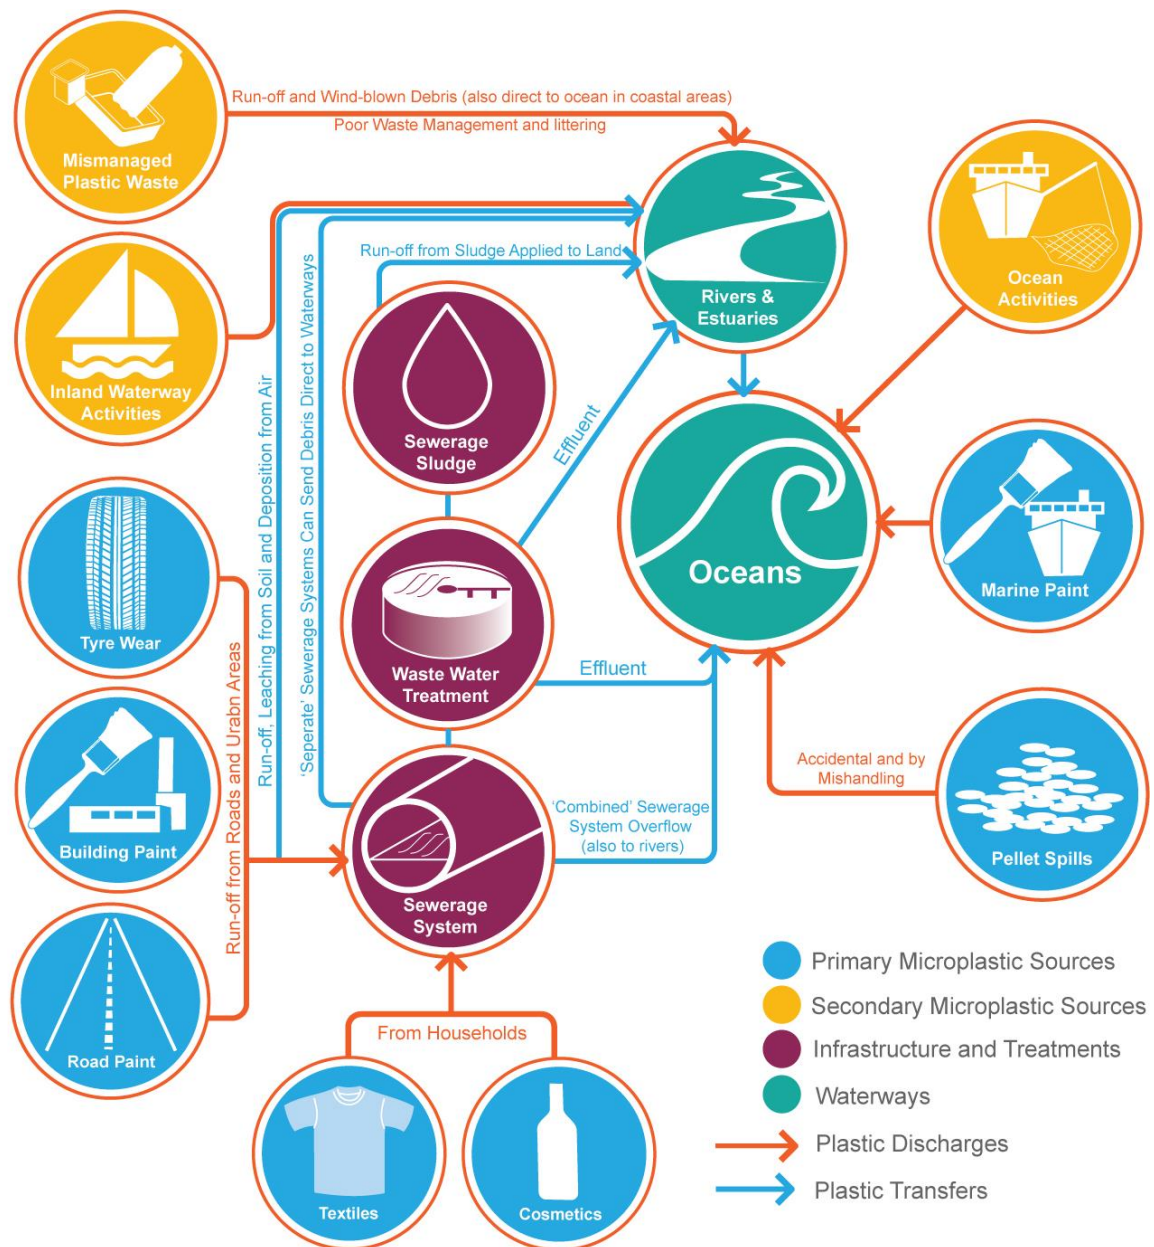 Run-off and Wind-blown Debris (also direct to ocean in coastal areas)
Poor Waste Management and littering
Mismanaged
Plastic Waste
Inland Waterway
Activities
Run-off from Sludge Applied to Land
Rivers &
Estuaries
Ocean
Activities
Sewerage
Sludge
Effluent
Run-off, Leaching from Soil and Deposition from Air
'Seperate' Sewerage Systems Can Send Debris Direct to Waterways
Oceans
Marine Paint
Tyre Wear
Waste Water
Treatment
Effluent
Run-off from Roads and Urabn Areas
Building Paint
'Combined' Sewerage
System Overflow
(also to rivers)
Accidental and by
Mishandling
Pellet Spills
Sewerage
System
Road Paint
From Households
Textiles
Cosmetics
Primary Microplastic Sources
Secondary Microplastic Sources
Infrastructure and Treatments
Waterways
Plastic Discharges
Plastic Transfers